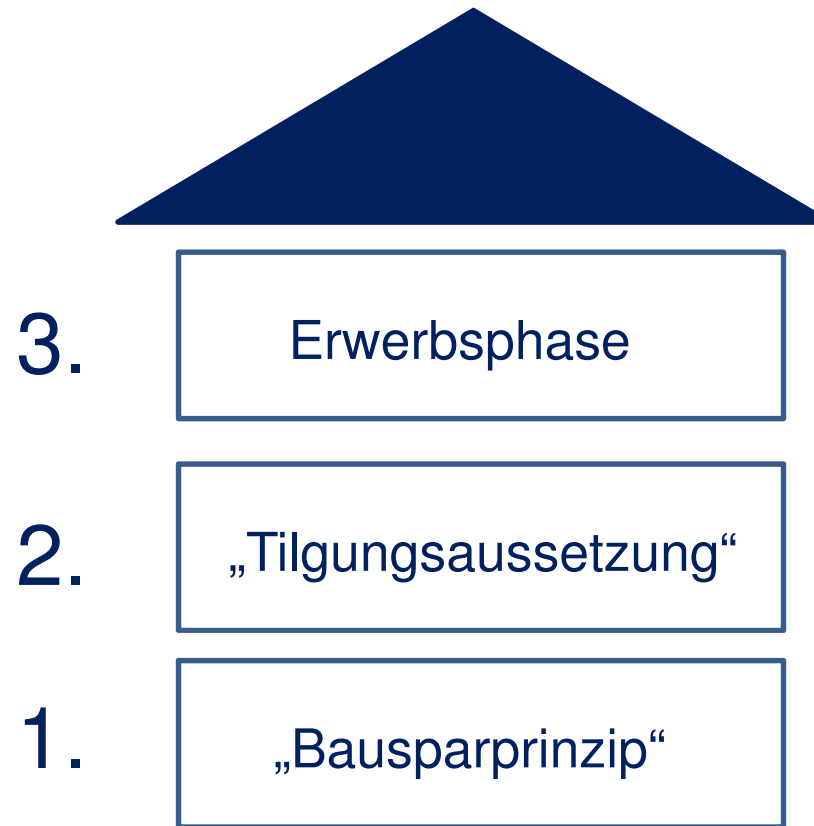 3. Erwerbsphase
2. „Tilgungsaussetzung“
1. „Bausparprinzip“